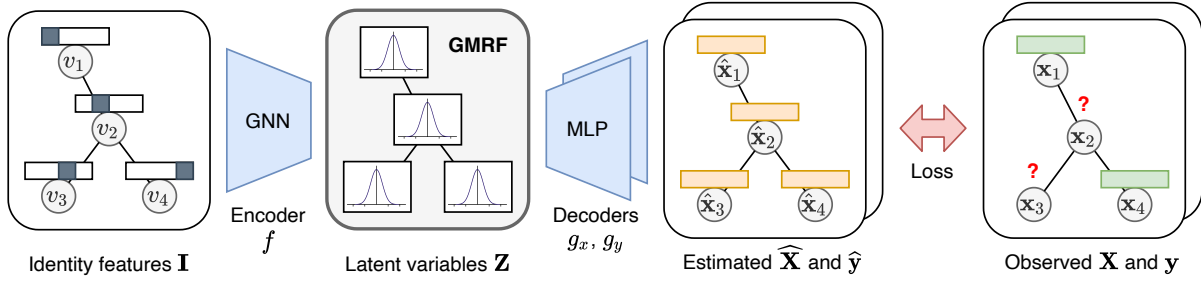 v₁
v₂
v₃
v₄
Identity features I
GNN
Encoder
f
GMRF
Latent variables Z
MLP
Decoders
gₓ, g_y
x̂₁
x̂₂
x̂₃
x̂₄
Estimated X̂ and ŷ
Loss
x₁
?
x₂
?
x₃
x₄
Observed X and y